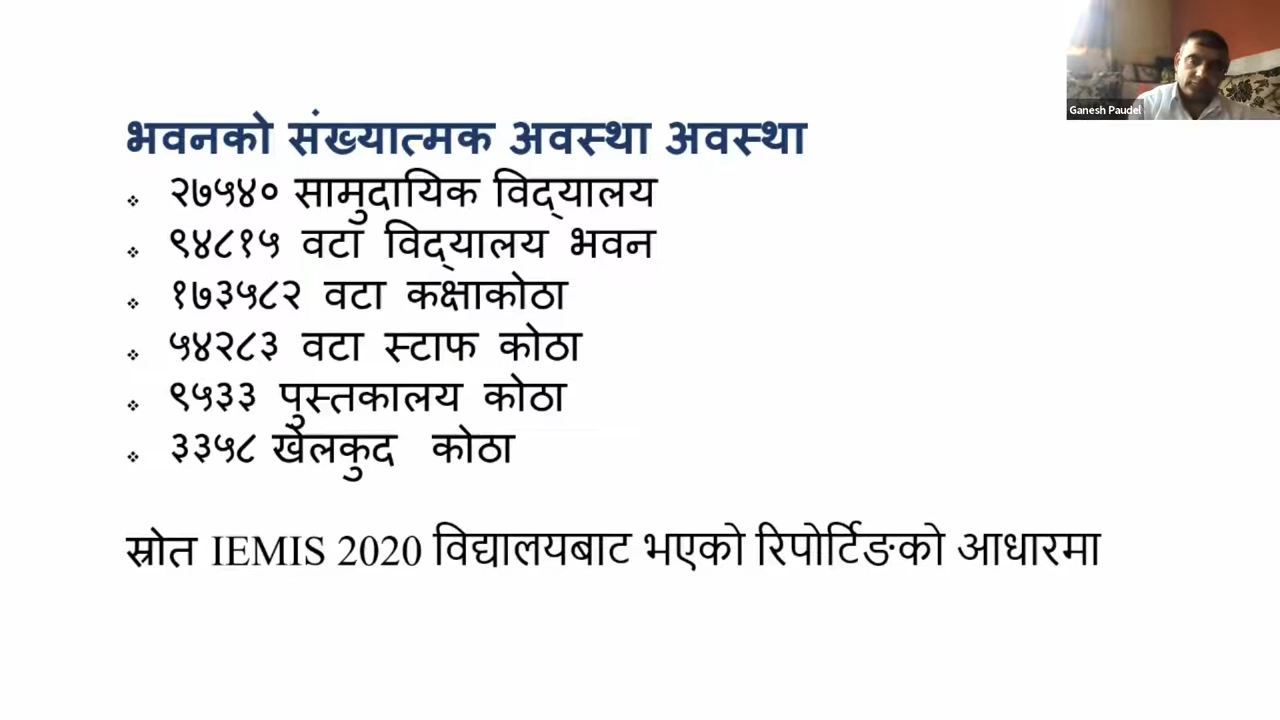 Ganesh Paudel
भवनको संख्यात्मक अवस्था अवस्था
❖ २७५४० सामुदायिक विद्‌यालय
❖ ९४८१५ वटा विद्‌यालय भवन
❖ १७३५८२ वटा कक्षाकोठा
❖ ५४२८३ वटा स्टाफ कोठा
❖ ९५३३ पुस्तकालय कोठा
❖ ३३५८ खेलकुद कोठा
स्रोत IEMIS 2020 विद्यालयबाट भएको रिपोर्टिङको आधारमा